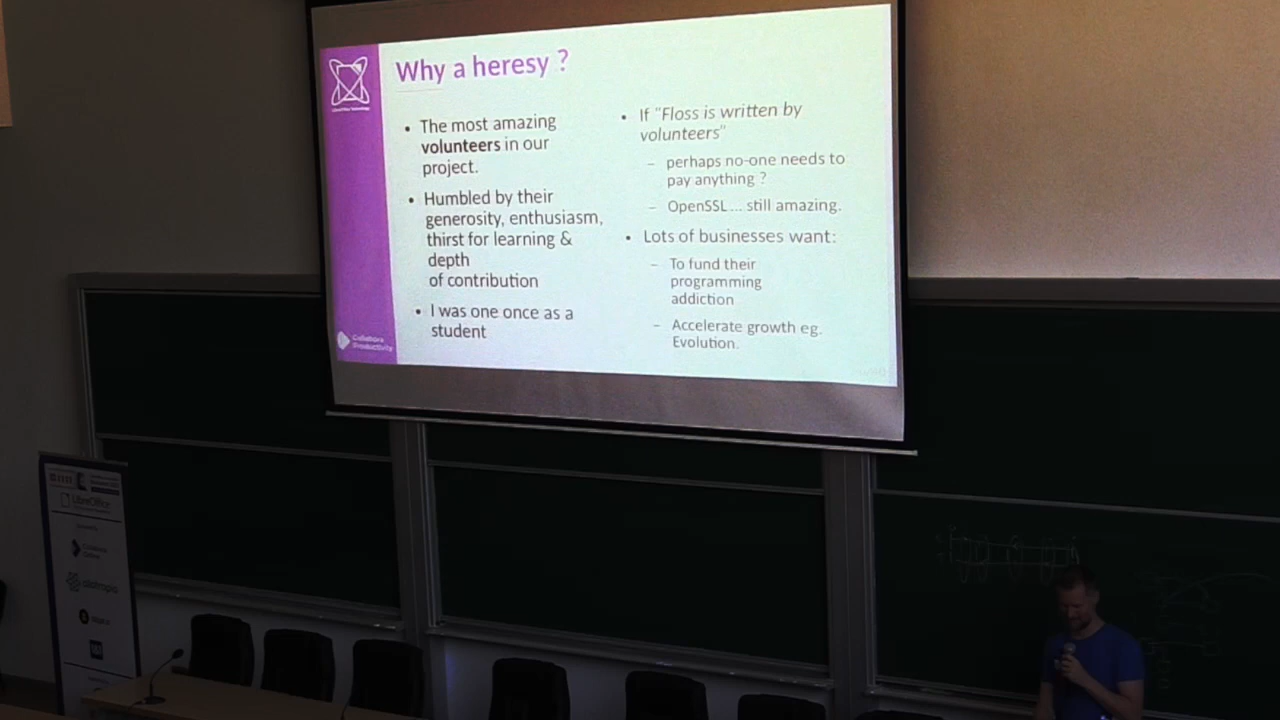 Why a heresy ?
• The most amazing
volunteers in our
project.
• Humbled by their
generosity, enthusiasm,
thirst for learning &
depth
of contribution
• I was one once as a
student
• If "Floss is written by
volunteers"
– perhaps no-one needs to
pay anything ?
– OpenSSL... still amazing.
• Lots of businesses want:
– To fund their
programming
addiction
– Accelerate growth eg.
Evolution.
Collabora
Productivity
LibreOffice